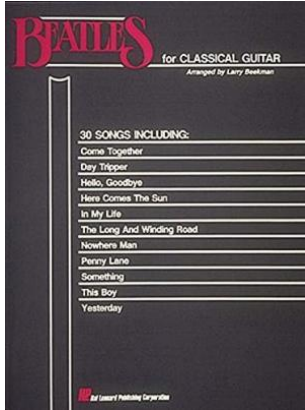 BEATLES
for CLASSICAL GUITAR
Arranged by Larry Beekman
30 SONGS INCLUDING:
Come Together
Day Tripper
Hello, Goodbye
Here Comes The Sun
In My Life
The Long And Winding Road
Nowhere Man
Penny Lane
Something
This Boy
Yesterday
Hal Leonard Publishing Corporation